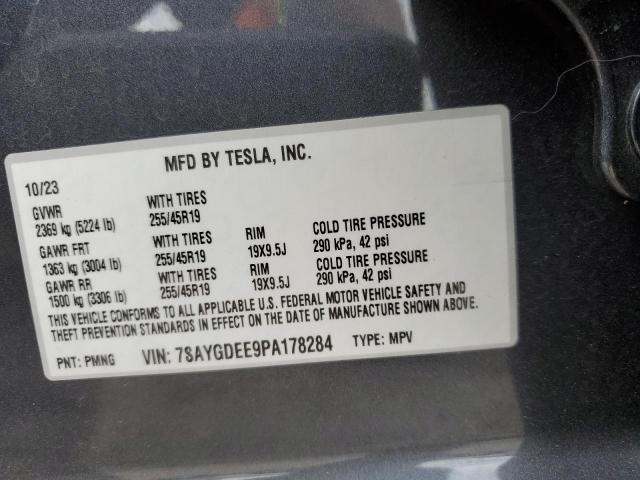 MFD BY TESLA, INC.
10/23
GVWR WITH TIRES
2369 kg (5224 lb) 255/45R19
GAWR FRT WITH TIRES RIM COLD TIRE PRESSURE
1363 kg (3004 lb) 255/45R19 19X9.5J 290 kPa, 42 psi
GAWR RR WITH TIRES RIM COLD TIRE PRESSURE
1500 kg (3306 lb) 255/45R19 19X9.5J 290 kPa, 42 psi
THIS VEHICLE CONFORMS TO ALL APPLICABLE U.S. FEDERAL MOTOR VEHICLE SAFETY AND
THEFT PREVENTION STANDARDS IN EFFECT ON THE DATE OF MANUFACTURE SHOWN ABOVE.
PNT: PMNG VIN: 7SAYGDEE9PA178284 TYPE: MPV